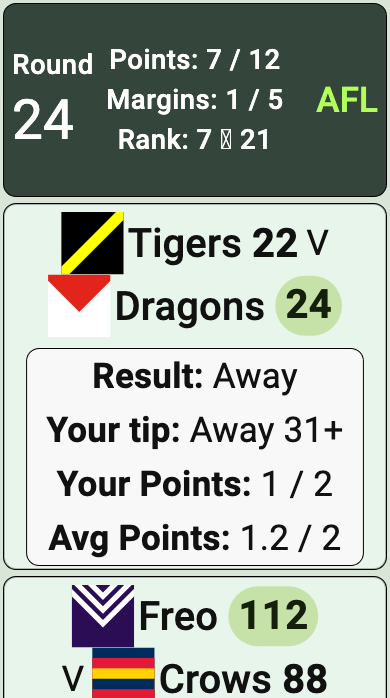 Round
24
Points: 7 / 12
Margins: 1 / 5
Rank: 7 21
AFL
Tigers 22 V
Dragons 24
Result: Away
Your tip: Away 31+
Your Points: 1 / 2
Avg Points: 1.2 / 2
Freo 112
V Crows 88